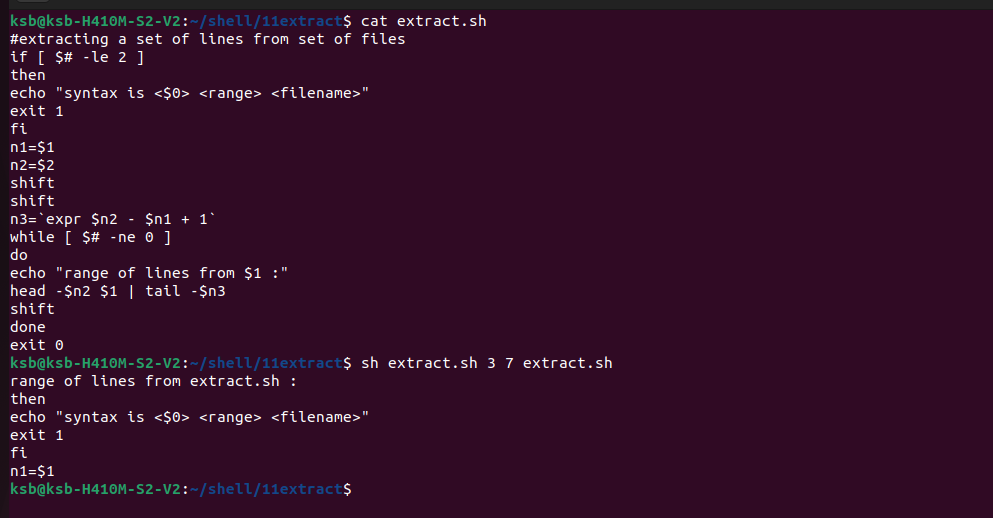 ksb@ksb-H410M-S2-V2:~/shell/11extract$ cat extract.sh
#extracting a set of lines from set of files
if [ $# -le 2 ]
then
echo "syntax is <$0> <range> <filename>"
exit 1
fi
n1=$1
n2=$2
shift
shift
n3=`expr $n2 - $n1 + 1`
while [ $# -ne 0 ]
do
echo "range of lines from $1 :"
head -$n2 $1 | tail -$n3
shift
done
exit 0
ksb@ksb-H410M-S2-V2:~/shell/11extract$ sh extract.sh 3 7 extract.sh
range of lines from extract.sh :
then
echo "syntax is <$0> <range> <filename>"
exit 1
fi
n1=$1
ksb@ksb-H410M-S2-V2:~/shell/11extract$